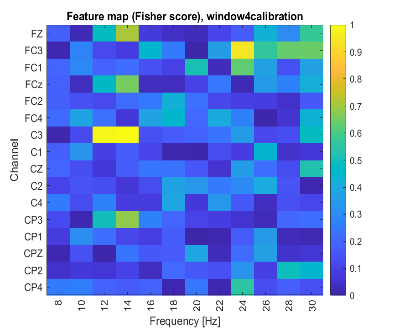 Feature map (Fisher score), window4calibration
FZ
FC3
FC1
FCz
FC2
FC4
C3
C1
CZ
C2
C4
CP3
CP1
CPZ
CP2
CP4
Channel
8 10 12 14 16 18 20 22 24 26 28 30
Frequency [Hz]
1
0.9
0.8
0.7
0.6
0.5
0.4
0.3
0.2
0.1
0